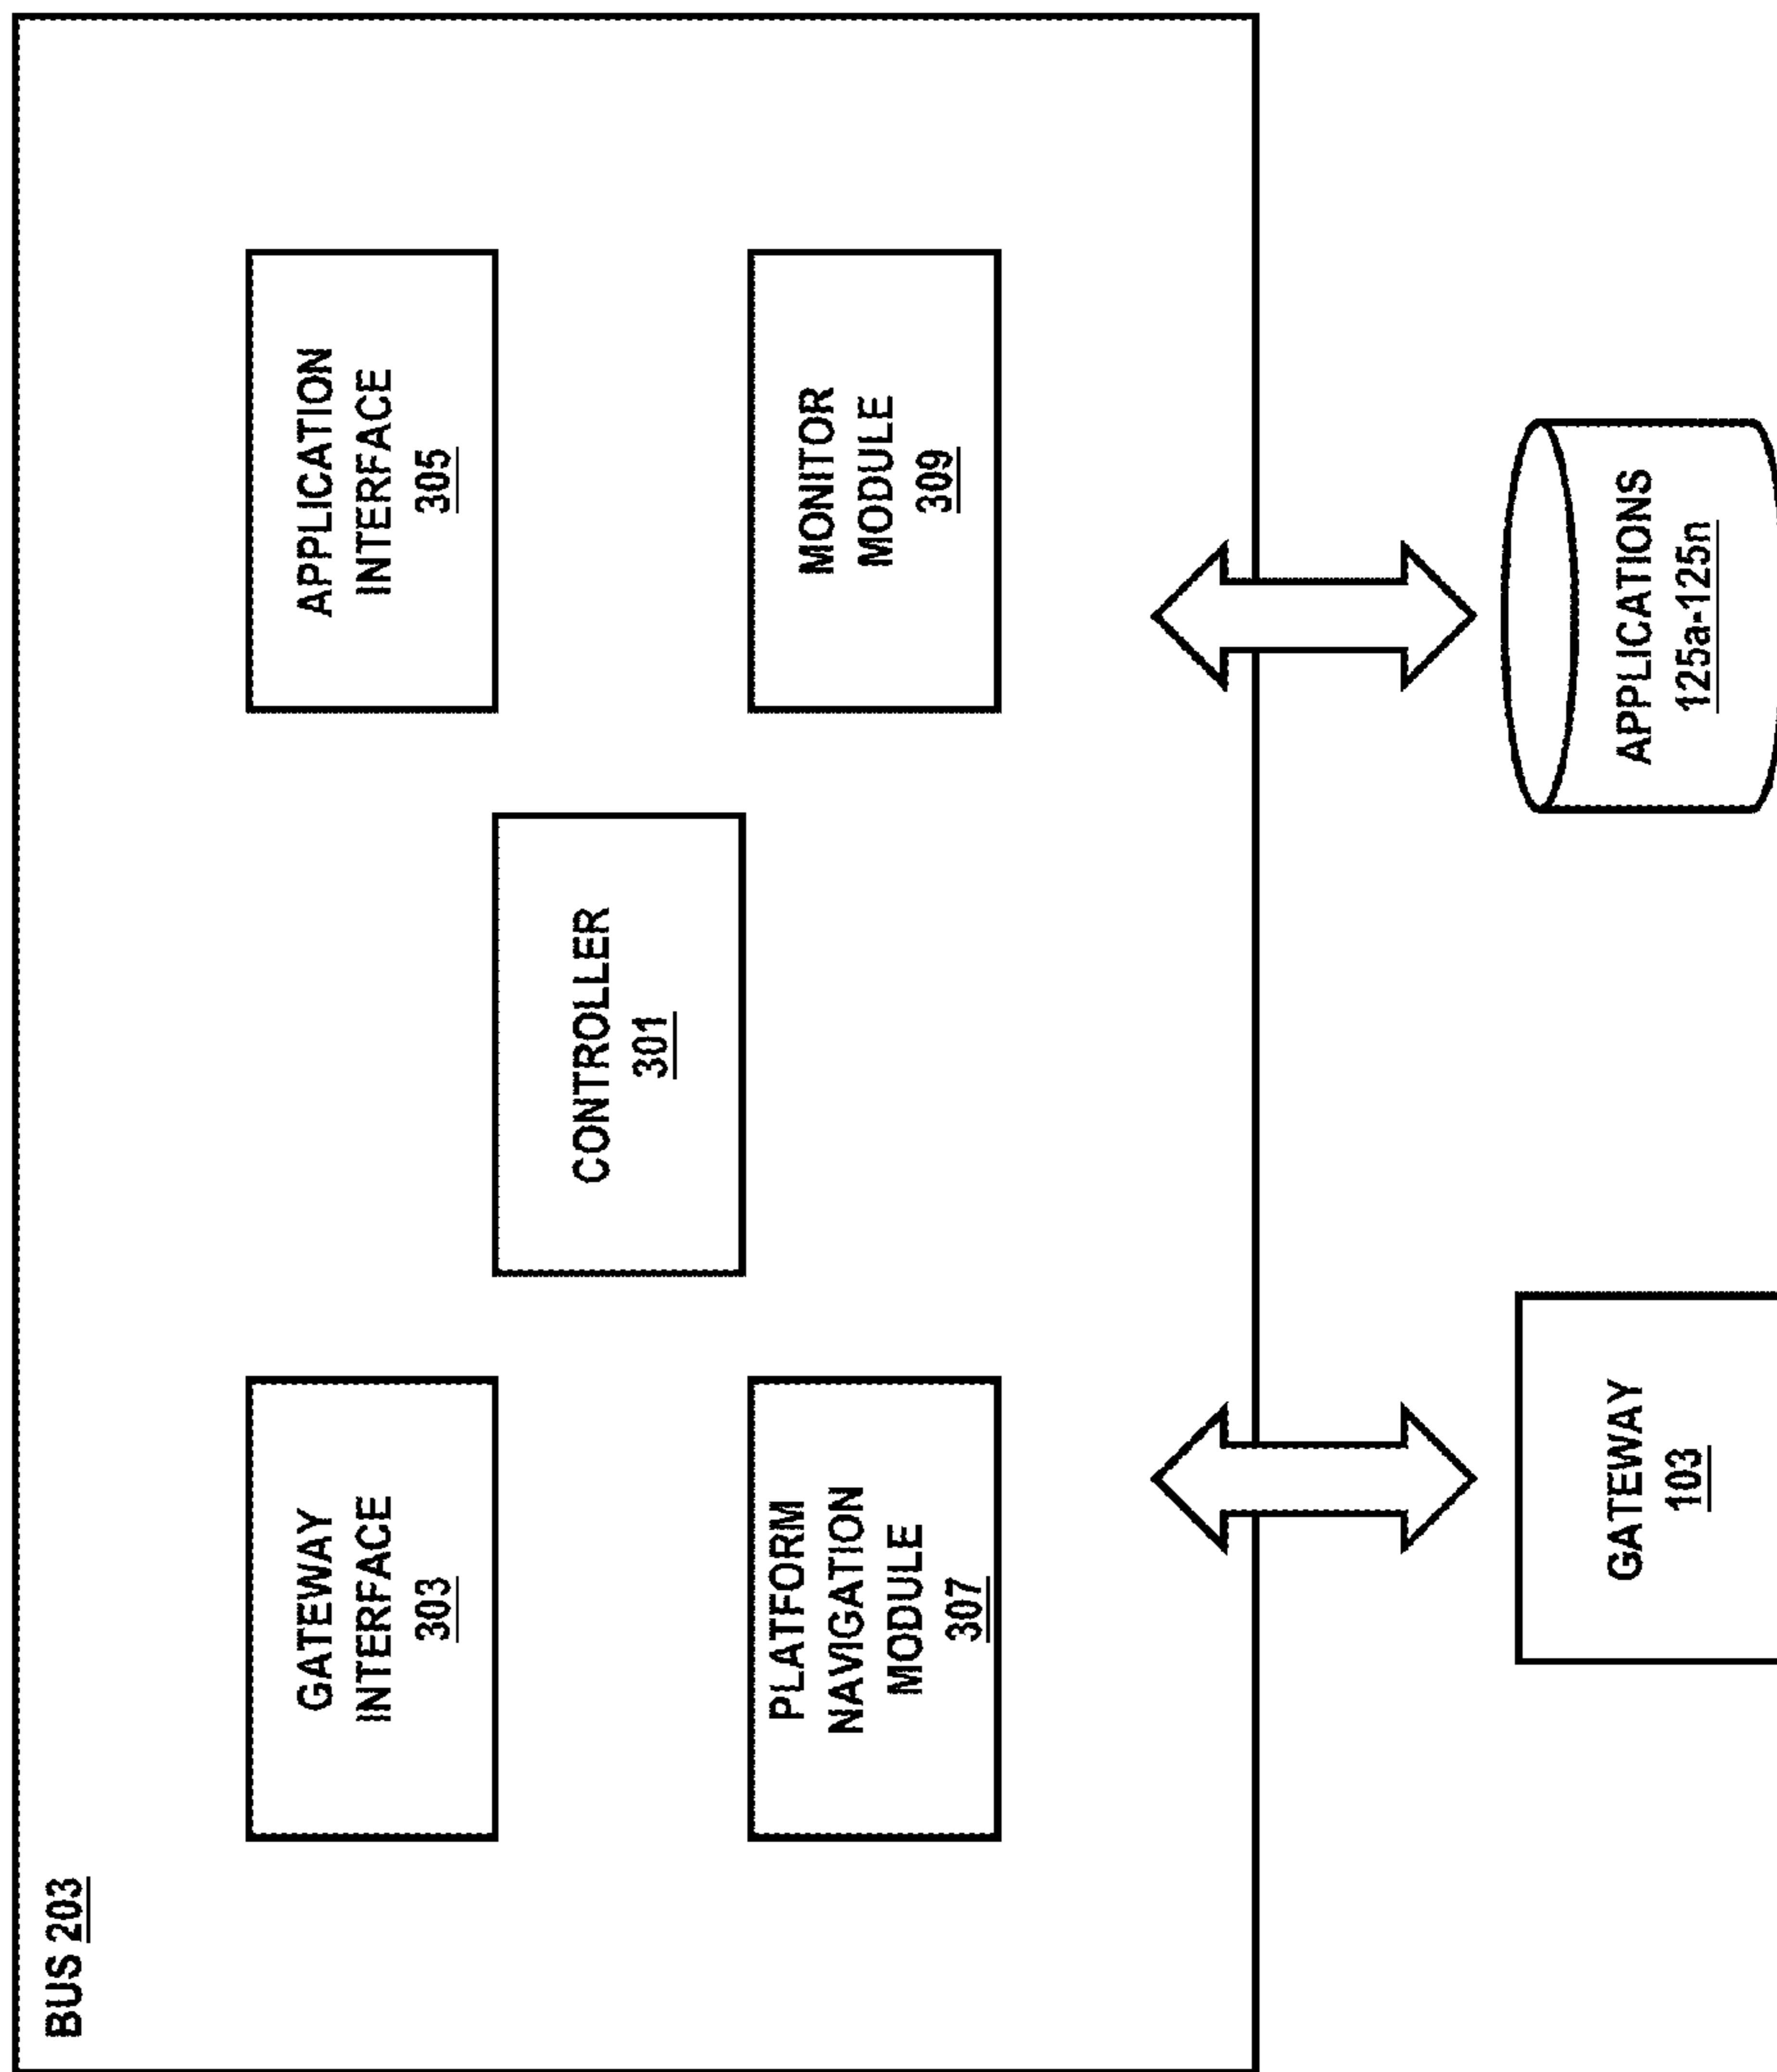 BUS 203
GATEWAY
INTERFACE
303
APPLICATION
INTERFACE
305
CONTROLLER
301
PLATFORM
NAVIGATION
MODULE
307
MONITOR
MODULE
309
GATEWAY
103
APPLICATIONS
125a-125n